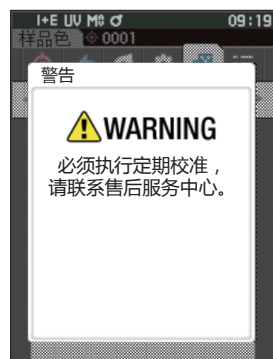 I+E UV MØ ♂ 09:19
样品色 0001
警告
WARNING
必须执行定期校准，
请联系售后服务中心。